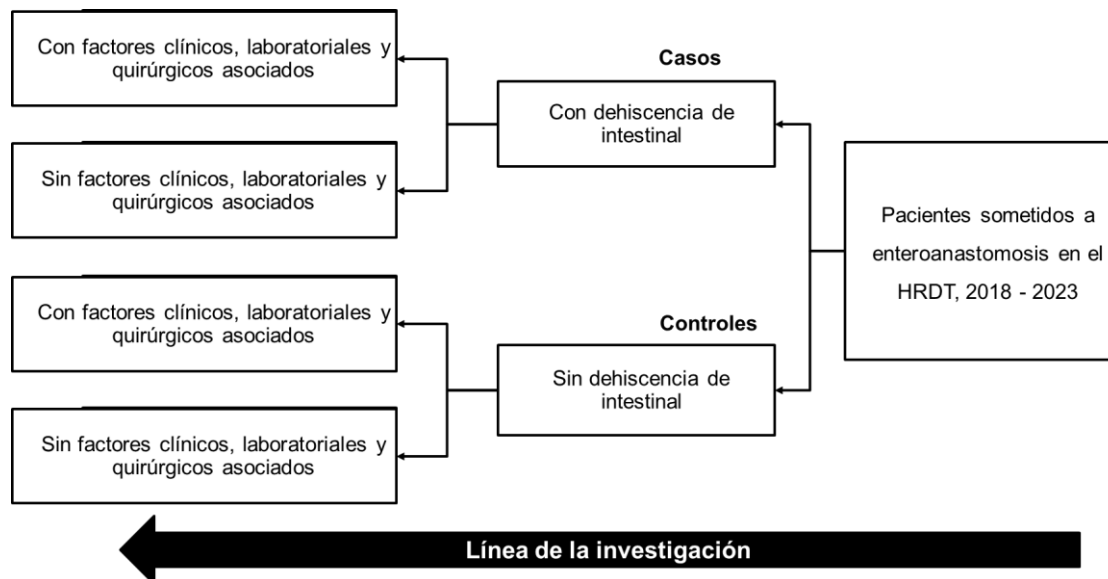 Con factores clínicos, laboratoriales y
quirúrgicos asociados
Sin factores clínicos, laboratoriales y
quirúrgicos asociados
Con factores clínicos, laboratoriales y
quirúrgicos asociados
Sin factores clínicos, laboratoriales y
quirúrgicos asociados
Casos
Con dehiscencia de
intestinal
Controles
Sin dehiscencia de
intestinal
Pacientes sometidos a
enteroanastomosis en el
HRDT, 2018 - 2023
Línea de la investigación